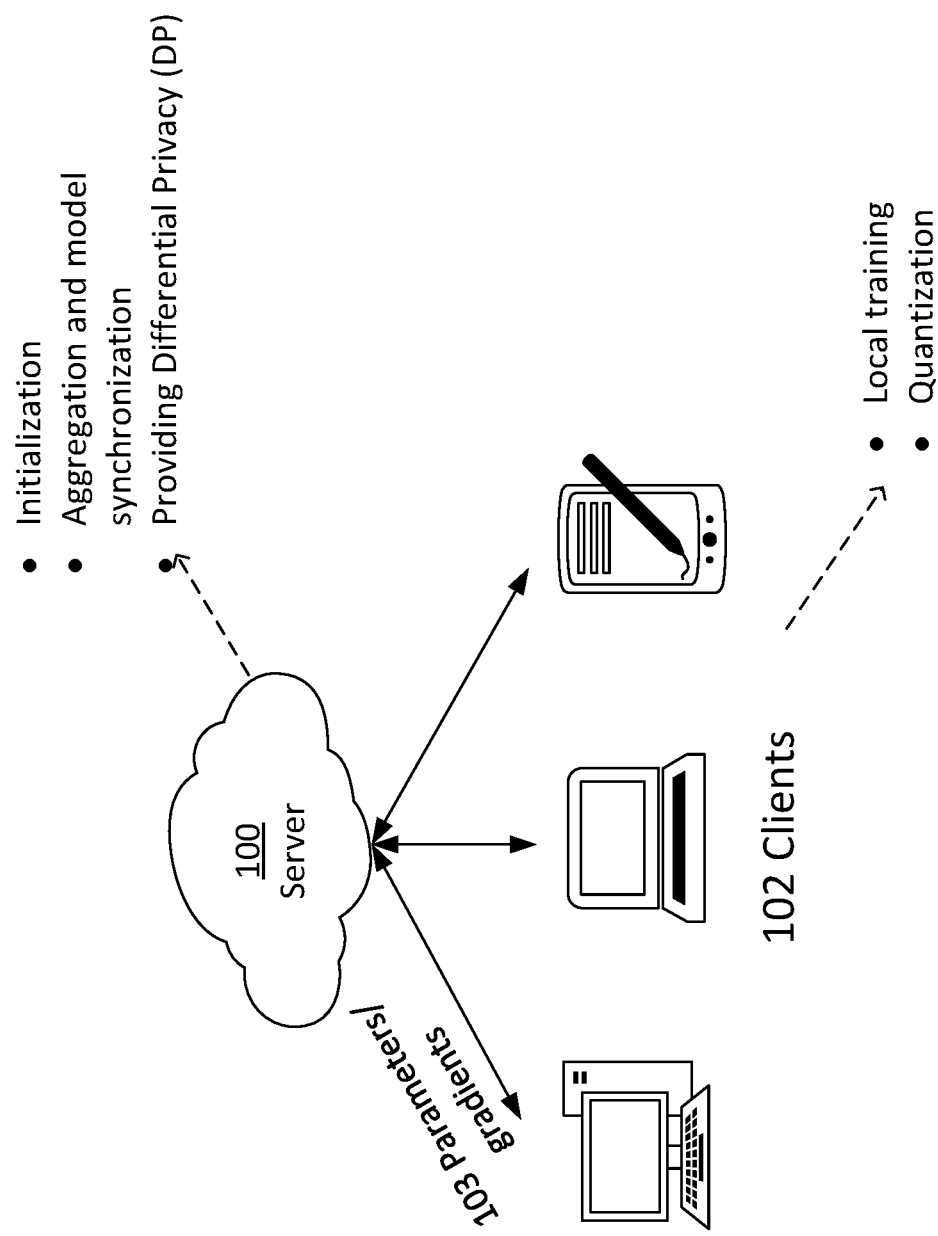 • Initialization
• Aggregation and model
synchronization
• Providing Differential Privacy (DP)
100
Server
103 Parameters/
gradients
102 Clients
• Local training
• Quantization